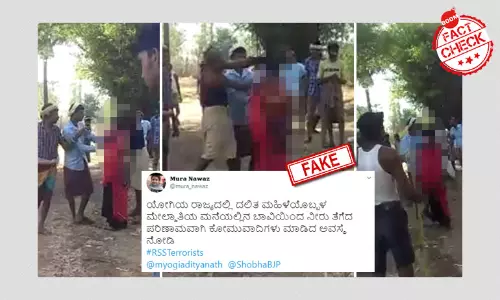 BOOM
FACT
CHECK
FAKE
Mura Nawaz
@mura_nawaz
ಯೋಗಿಯ ರಾಜ್ಯದಲ್ಲಿ ದಲಿತ ಮಹಿಳೆಯೊಬ್ಬಳ
ಮೇಲ್ಜಾತಿಯ ಮನೆಯಲ್ಲಿನ ಬಾವಿಯಿಂದ ನೀರು ತೆಗೆದ
ಪರಿಣಾಮವಾಗಿ ಕೋಮುವಾದಿಗಳು ಮಾಡಿದ ಅವಸ್ಥೆ
ನೋಡಿ
#RSSTerrorists
@myogiadityanath @ShobhaBJP